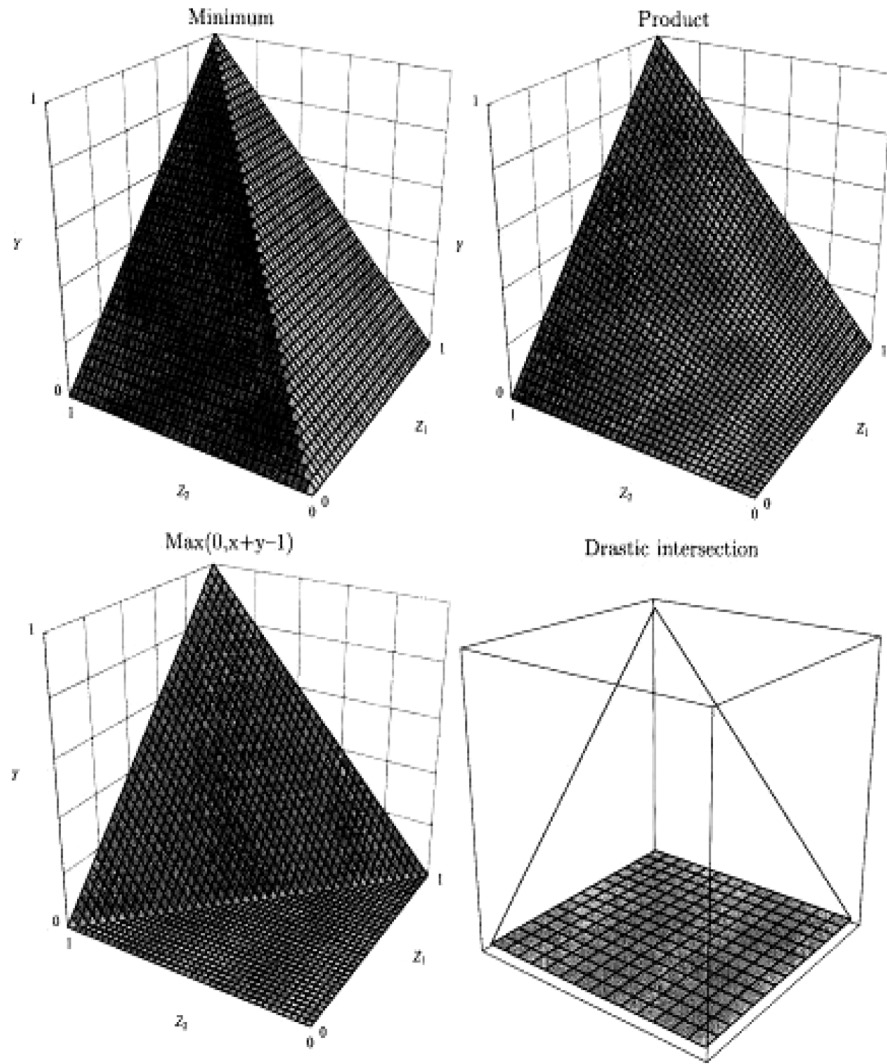 Minimum
1
γ
0
1
Z₂
0
0
Z₁
1
Product
1
γ
0
1
Z₂
0
0
Z₁
1
Max(0,x+y–1)
1
γ
0
1
Z₂
0
0
Z₁
1
Drastic intersection